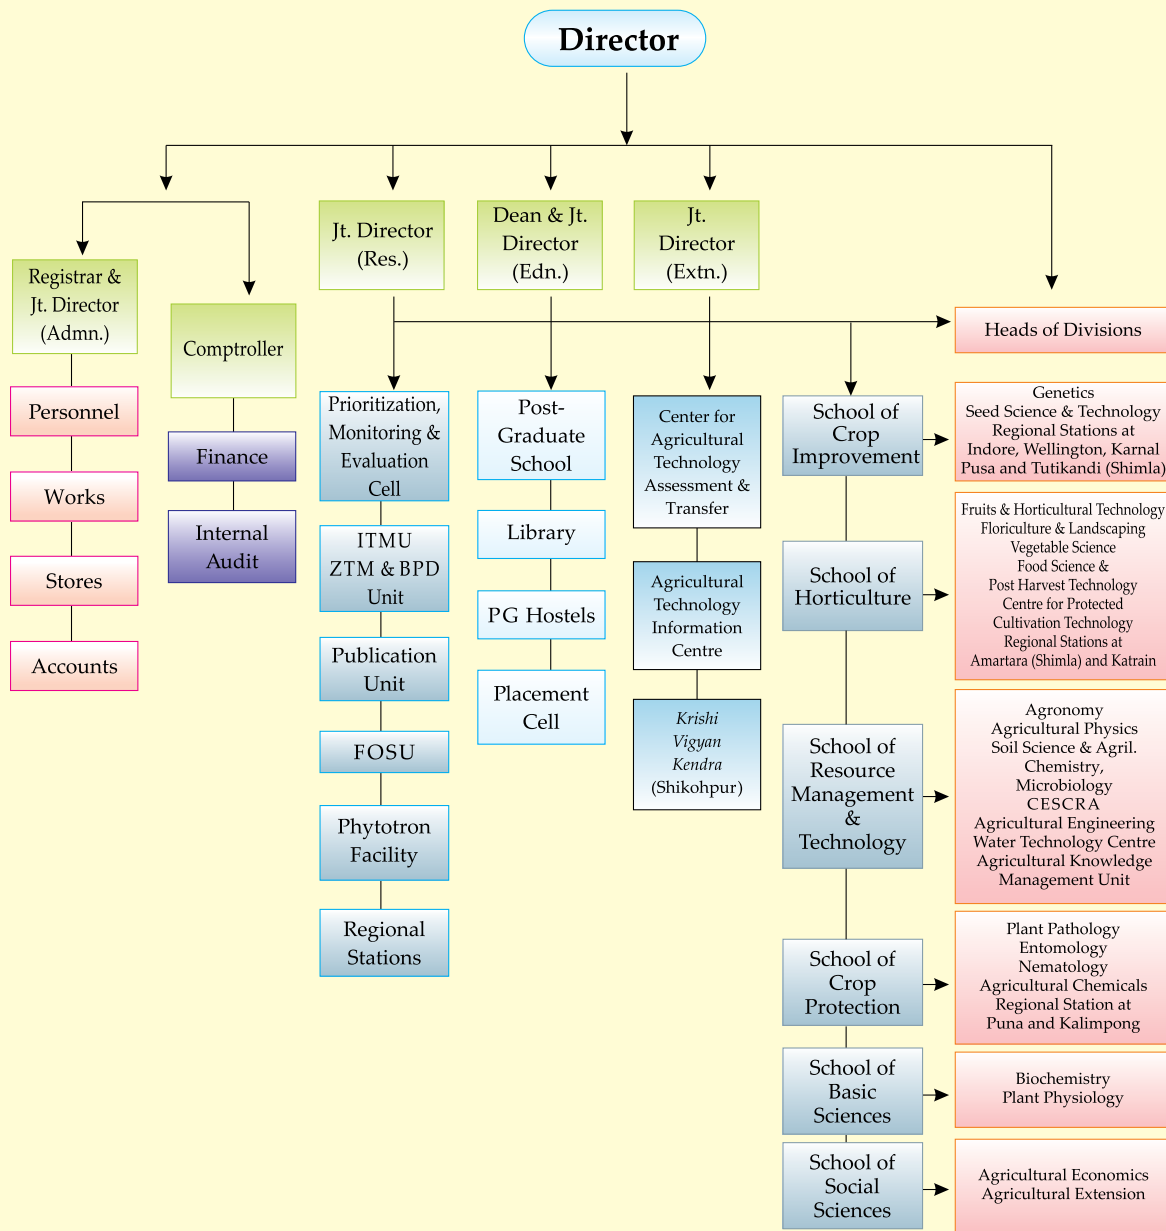 Director
Registrar &
Jt. Director
(Admn.)
Personnel
Works
Stores
Accounts
Comptroller
Finance
Internal
Audit
Jt. Director
(Res.)
Prioritization,
Monitoring &
Evaluation
Cell
ITMU
ZTM & BPD
Unit
Publication
Unit
FOSU
Phytotron
Facility
Regional
Stations
Dean & Jt.
Director
(Edn.)
Post-
Graduate
School
Library
PG Hostels
Placement
Cell
Jt.
Director
(Extn.)
Center for
Agricultural
Technology
Assessment &
Transfer
Agricultural
Technology
Information
Centre
Krishi
Vigyan
Kendra
(Shikohpur)
Heads of Divisions
School of
Crop
Improvement
Genetics
Seed Science & Technology
Regional Stations at
Indore, Wellington, Karnal
Pusa and Tutikandi (Shimla)
School of
Horticulture
Fruits & Horticultural Technology
Floriculture & Landscaping
Vegetable Science
Food Science &
Post Harvest Technology
Centre for Protected
Cultivation Technology
Regional Stations at
Amartara (Shimla) and Katrain
School of
Resource
Management
&
Technology
Agronomy
Agricultural Physics
Soil Science & Agril.
Chemistry,
Microbiology
CESCRA
Agricultural Engineering
Water Technology Centre
Agricultural Knowledge
Management Unit
School of
Crop
Protection
Plant Pathology
Entomology
Nematology
Agricultural Chemicals
Regional Station at
Puna and Kalimpong
School of
Basic
Sciences
Biochemistry
Plant Physiology
School of
Social
Sciences
Agricultural Economics
Agricultural Extension